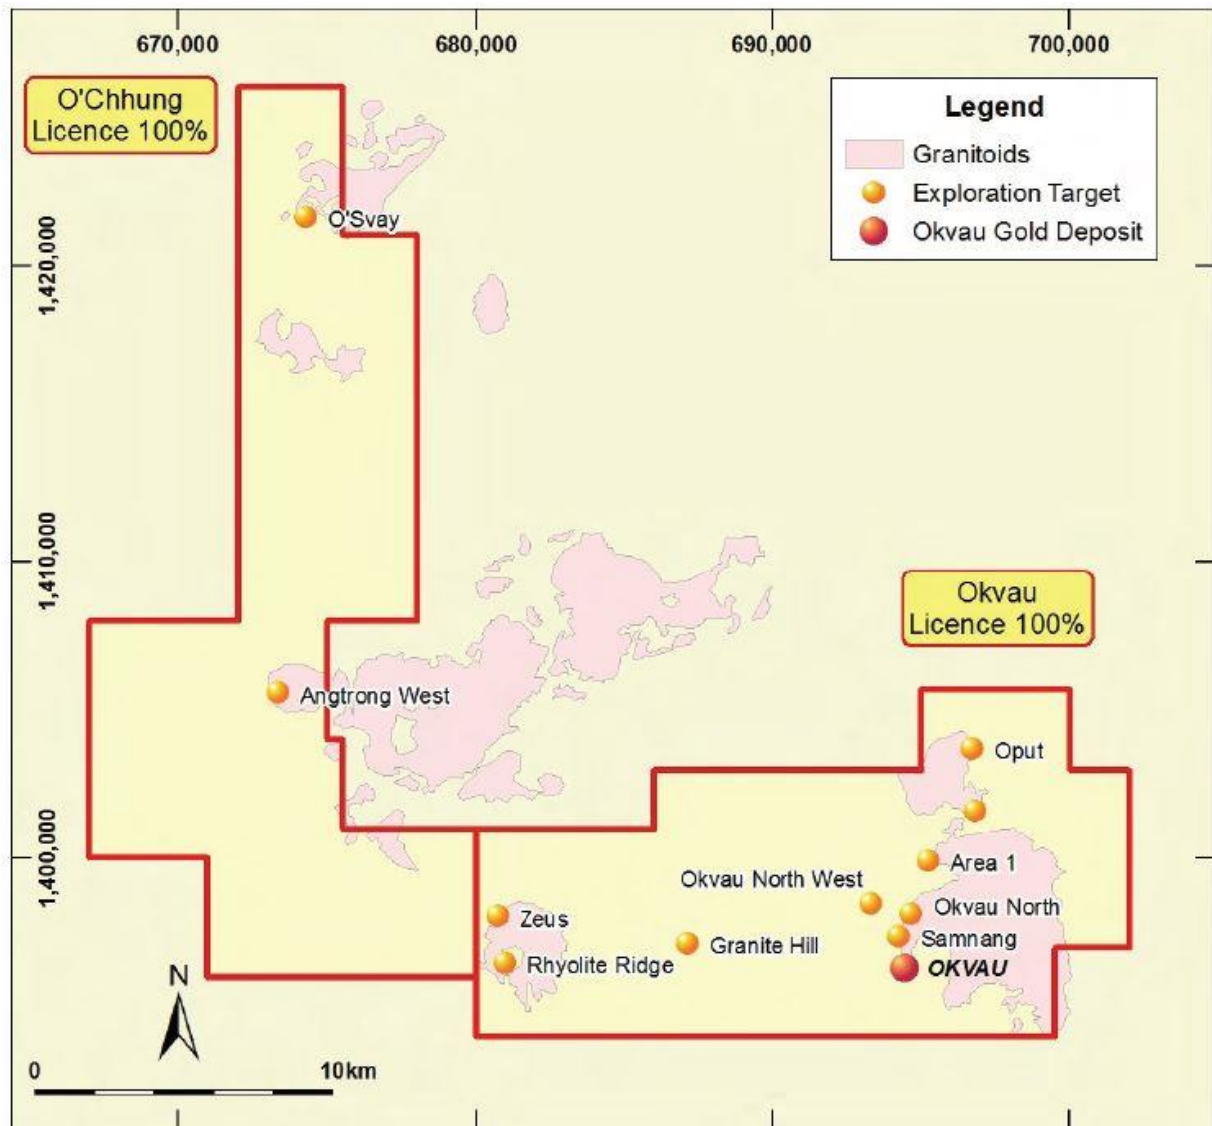 670,000
680,000
690,000
700,000
O'Chhung
Licence 100%
Legend
Granitoids
Exploration Target
Okvau Gold Deposit
O'Svay
1,420,000
1,410,000
Okvau
Licence 100%
Angtrong West
Oput
1,400,000
Area 1
Okvau North West
Okvau North
Zeus
Samnang
Granite Hill
Rhyolite Ridge
OKVAU
N
0
10km